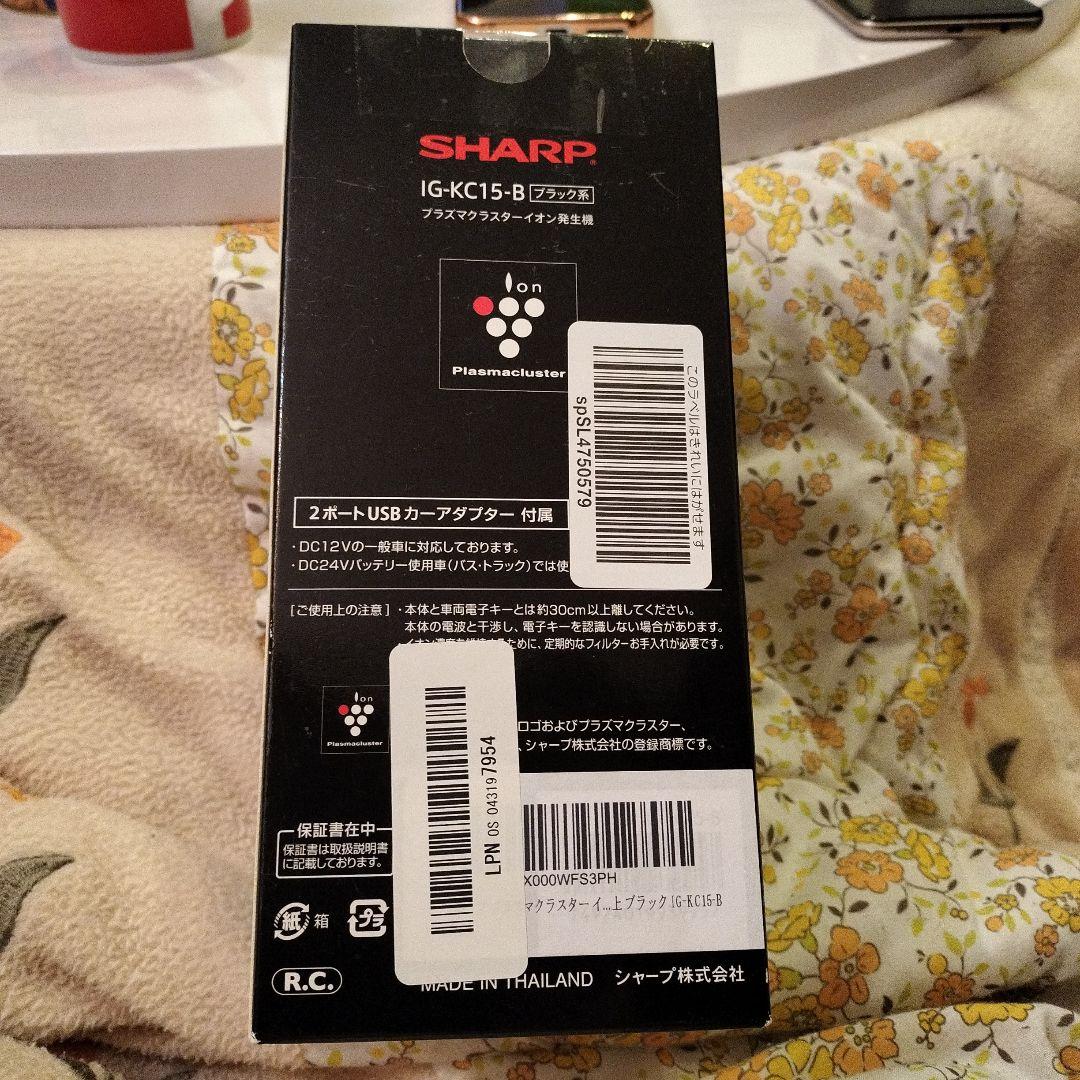 SHARP
IG-KC15-B ブラック系
プラズマクラスターイオン発生機
Ion
Plasmacluster
このラベルはきれいにはがせます
spSL4750579
2ポートUSBカーアダプター 付属
・DC12Vの一般車に対応しております。
・DC24Vバッテリー使用車(バス・トラック)では使
[ご使用上の注意]・本体と車両電子キーとは約30cm以上離してください。
本体の電波と干渉し、電子キーを認識しない場合があります。
ために、定期的なフィルターお手入れが必要です。
Ion
Plasmacluster
ロゴおよびプラズマクラスター、
、シャープ株式会社の登録商標です。
LPN OS 043197954
保証書在中
保証書は取扱説明書
に記載しております。
X000WFS3PH
マクラスターイ...上 ブラック IG-KC15-B
紙 箱
プラ
R.C.
MADE IN THAILAND シャープ株式会社